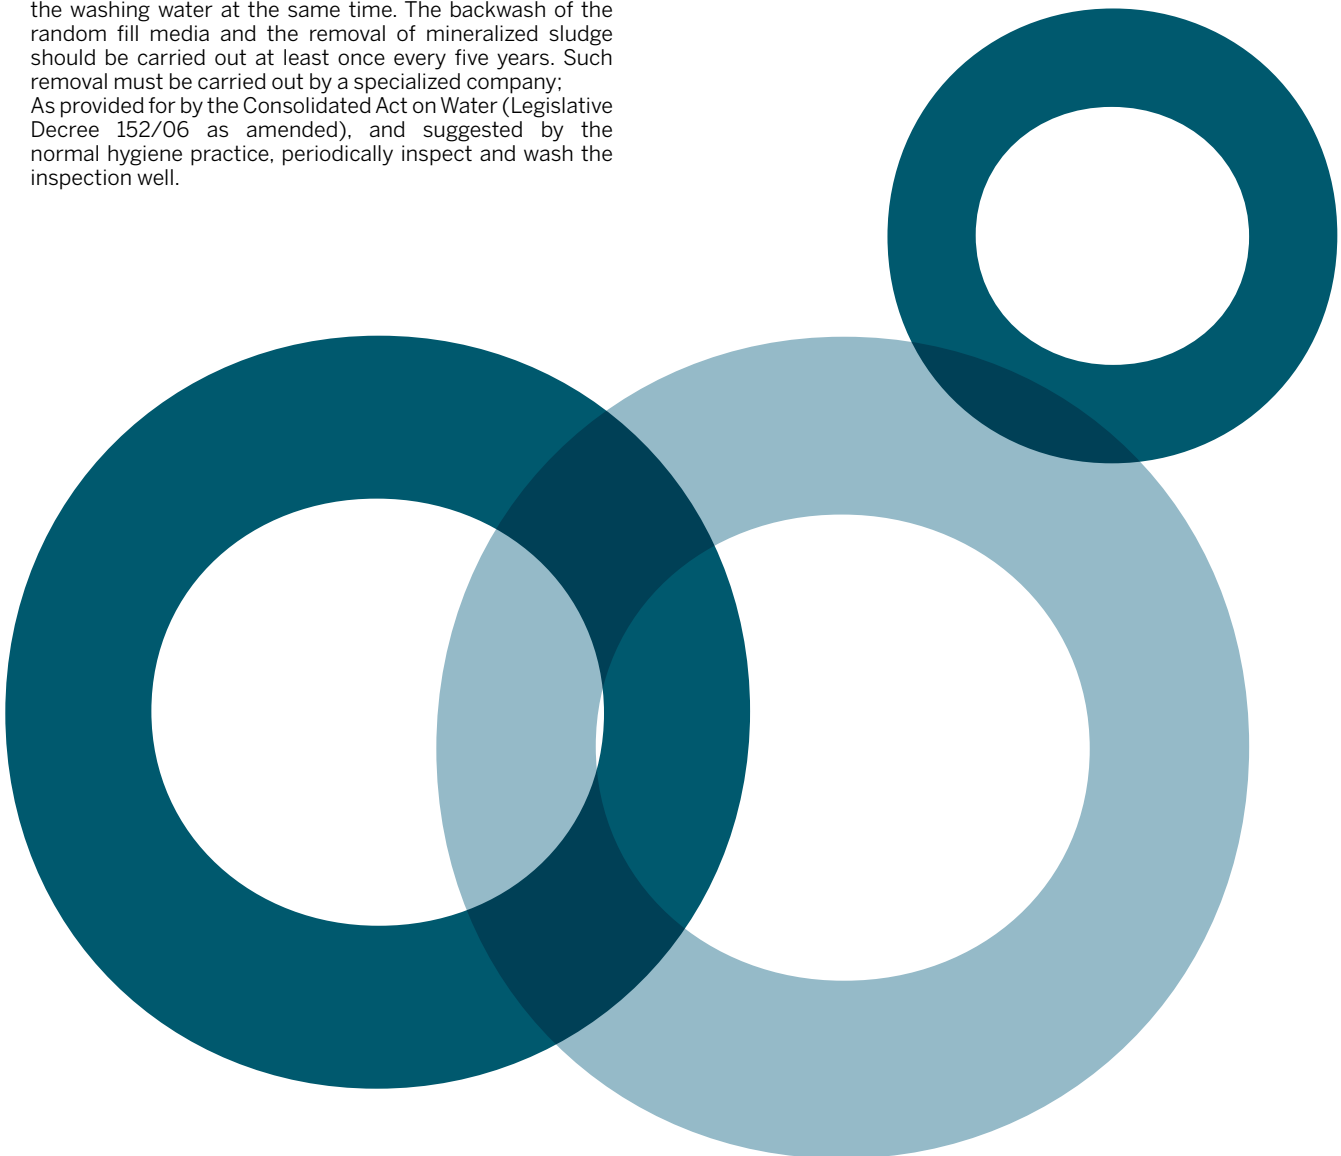 the washing water at the same time. The backwash of the
random fill media and the removal of mineralized sludge
should be carried out at least once every five years. Such
removal must be carried out by a specialized company;
As provided for by the Consolidated Act on Water (Legislative
Decree 152/06 as amended), and suggested by the
normal hygiene practice, periodically inspect and wash the
inspection well.